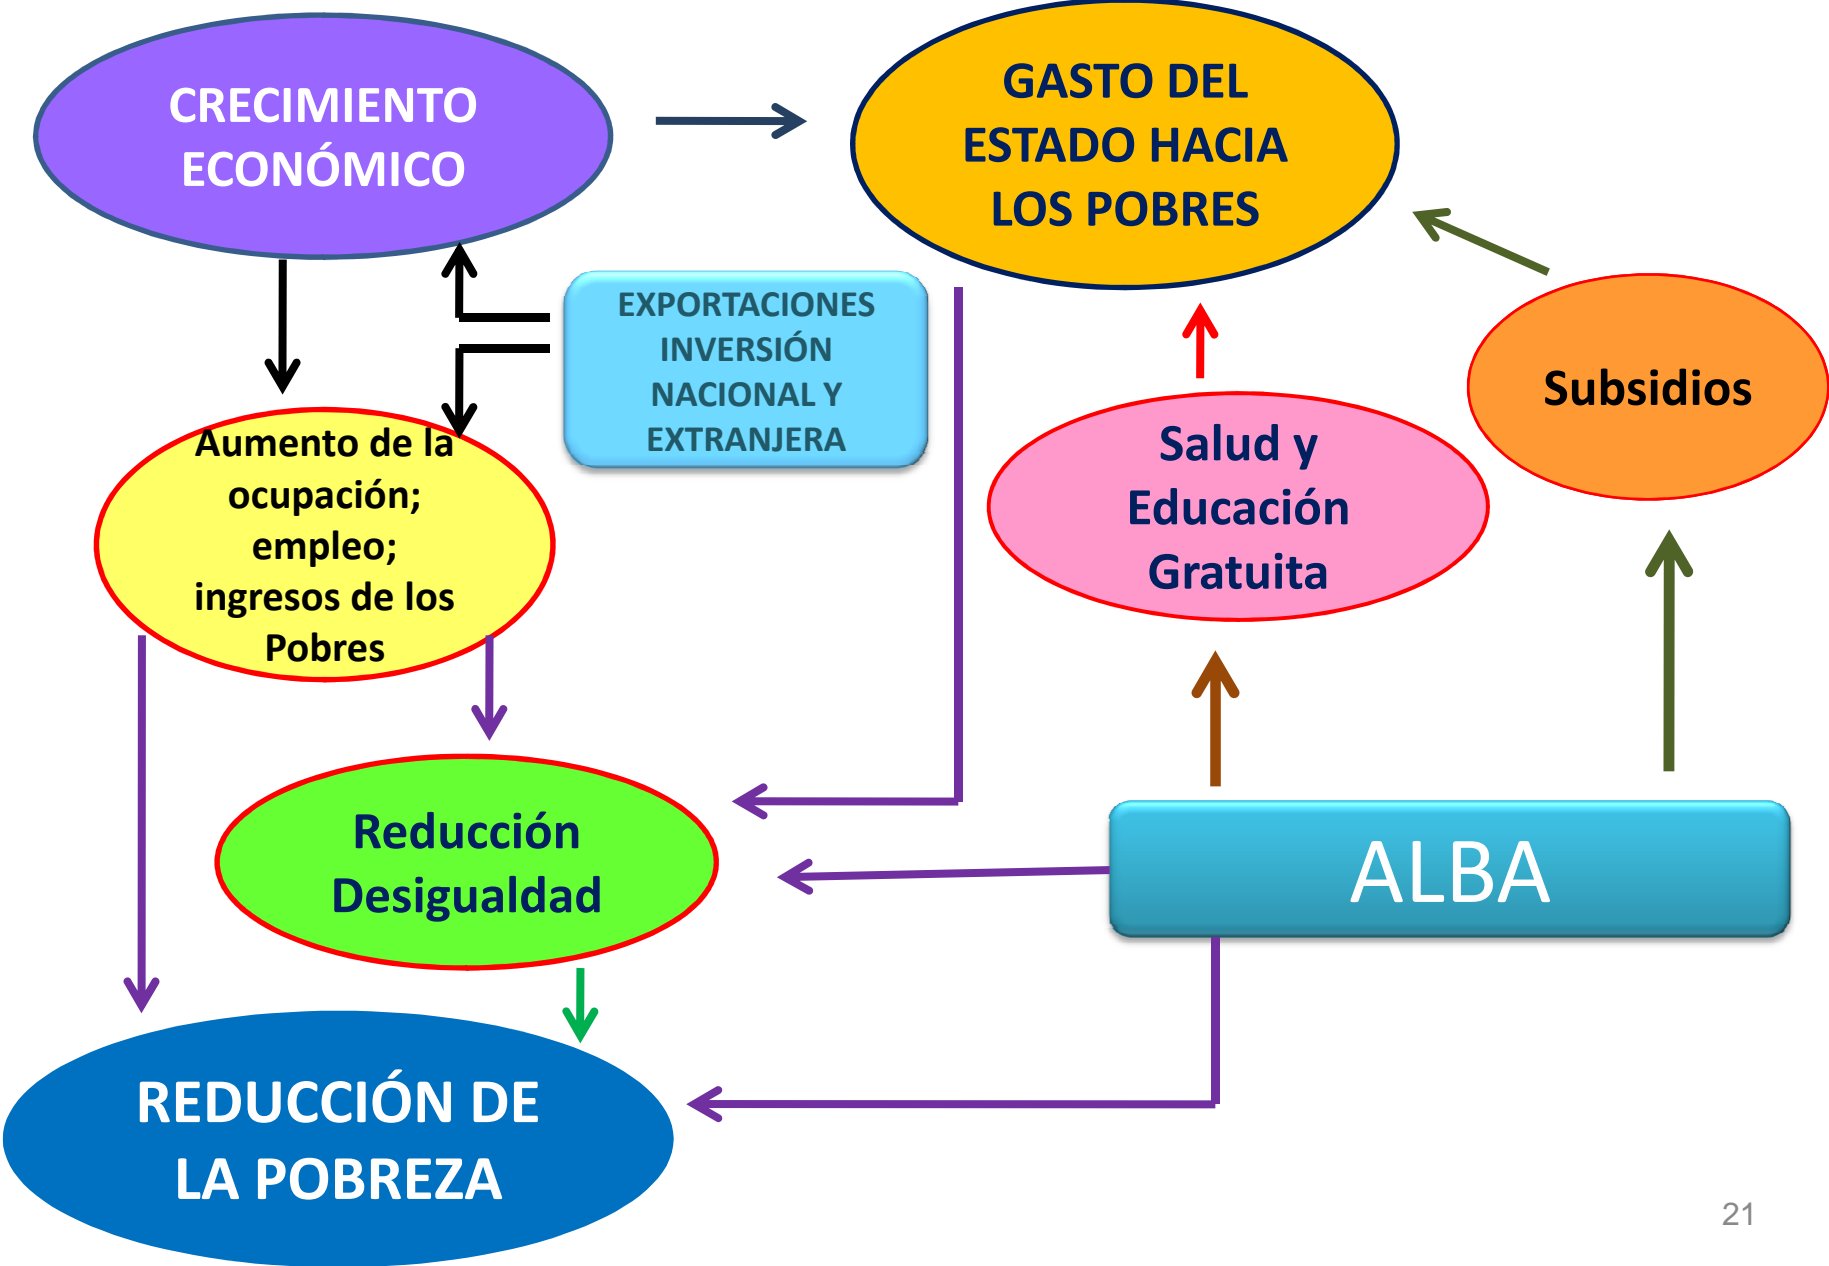 CRECIMIENTO
ECONÓMICO
GASTO DEL
ESTADO HACIA
LOS POBRES
EXPORTACIONES
INVERSIÓN
NACIONAL Y
EXTRANJERA
Subsidios
Aumento de la
ocupación;
empleo;
ingresos de los
Pobres
Salud y
Educación
Gratuita
Reducción
Desigualdad
ALBA
REDUCCIÓN DE
LA POBREZA
21